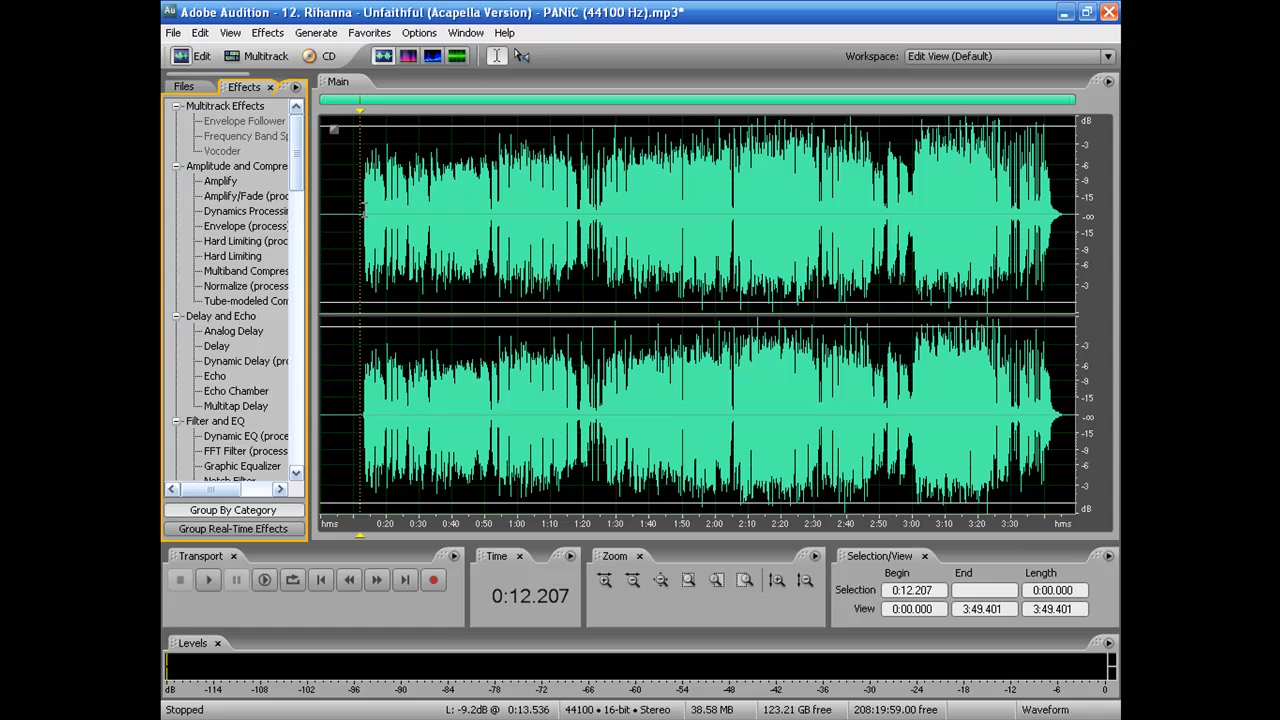 Adobe Audition - 12. Rihanna - Unfaithful (Acapella Version) - PANiC (44100 Hz).mp3*
File Edit View Effects Generate Favorites Options Window Help
Edit Multitrack CD Workspace: Edit View (Default)
Files Effects Main
Multitrack Effects
Envelope Follower
Frequency Band Sp
Vocoder
Amplitude and Compre
Amplify
Amplify/Fade (proc
Dynamics Processin
Envelope (process)
Hard Limiting (proc
Hard Limiting
Multiband Compres
Normalize (process
Tube-modeled Com
Delay and Echo
Analog Delay
Delay
Dynamic Delay (pro
Echo
Echo Chamber
Multitap Delay
Filter and EQ
Dynamic EQ (proce
FFT Filter (process
Graphic Equalizer
Notch Filter
Group By Category
Group Real-Time Effects
dB
-3
-6
-9
-15
-∞
-15
-9
-6
-3
-3
-6
-9
-15
-∞
-15
-9
-6
-3
dB
hms 0:20 0:30 0:40 0:50 1:00 1:10 1:20 1:30 1:40 1:50 2:00 2:10 2:20 2:30 2:40 2:50 3:00 3:10 3:20 3:30 hms
Transport Time Zoom Selection/View
0:12.207
Begin End Length
Selection 0:12.207 0:00.000
View 0:00.000 3:49.401 3:49.401
Levels
dB -114 -108 -102 -96 -90 -84 -78 -72 -66 -60 -54 -48 -42 -36 -30 -24 -18 -12 -6 0
Stopped L: -9.2dB @ 0:13.536 44100 • 16-bit • Stereo 38.58 MB 123.21 GB free 208:19:59.00 free Waveform